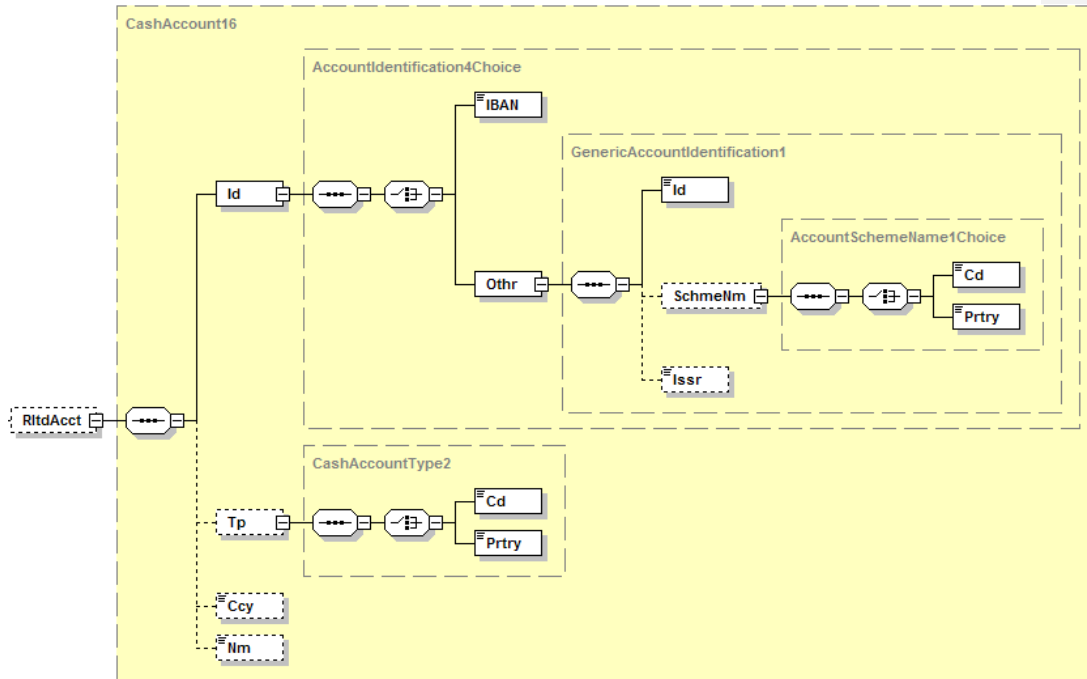 CashAccount16
AccountIdentification4Choice
IBAN
GenericAccountIdentification1
Id
Id
AccountSchemeName1Choice
Cd
Othr
SchmeNm
Prtry
Issr
RltdAcct
CashAccountType2
Cd
Tp
Prtry
Ccy
Nm